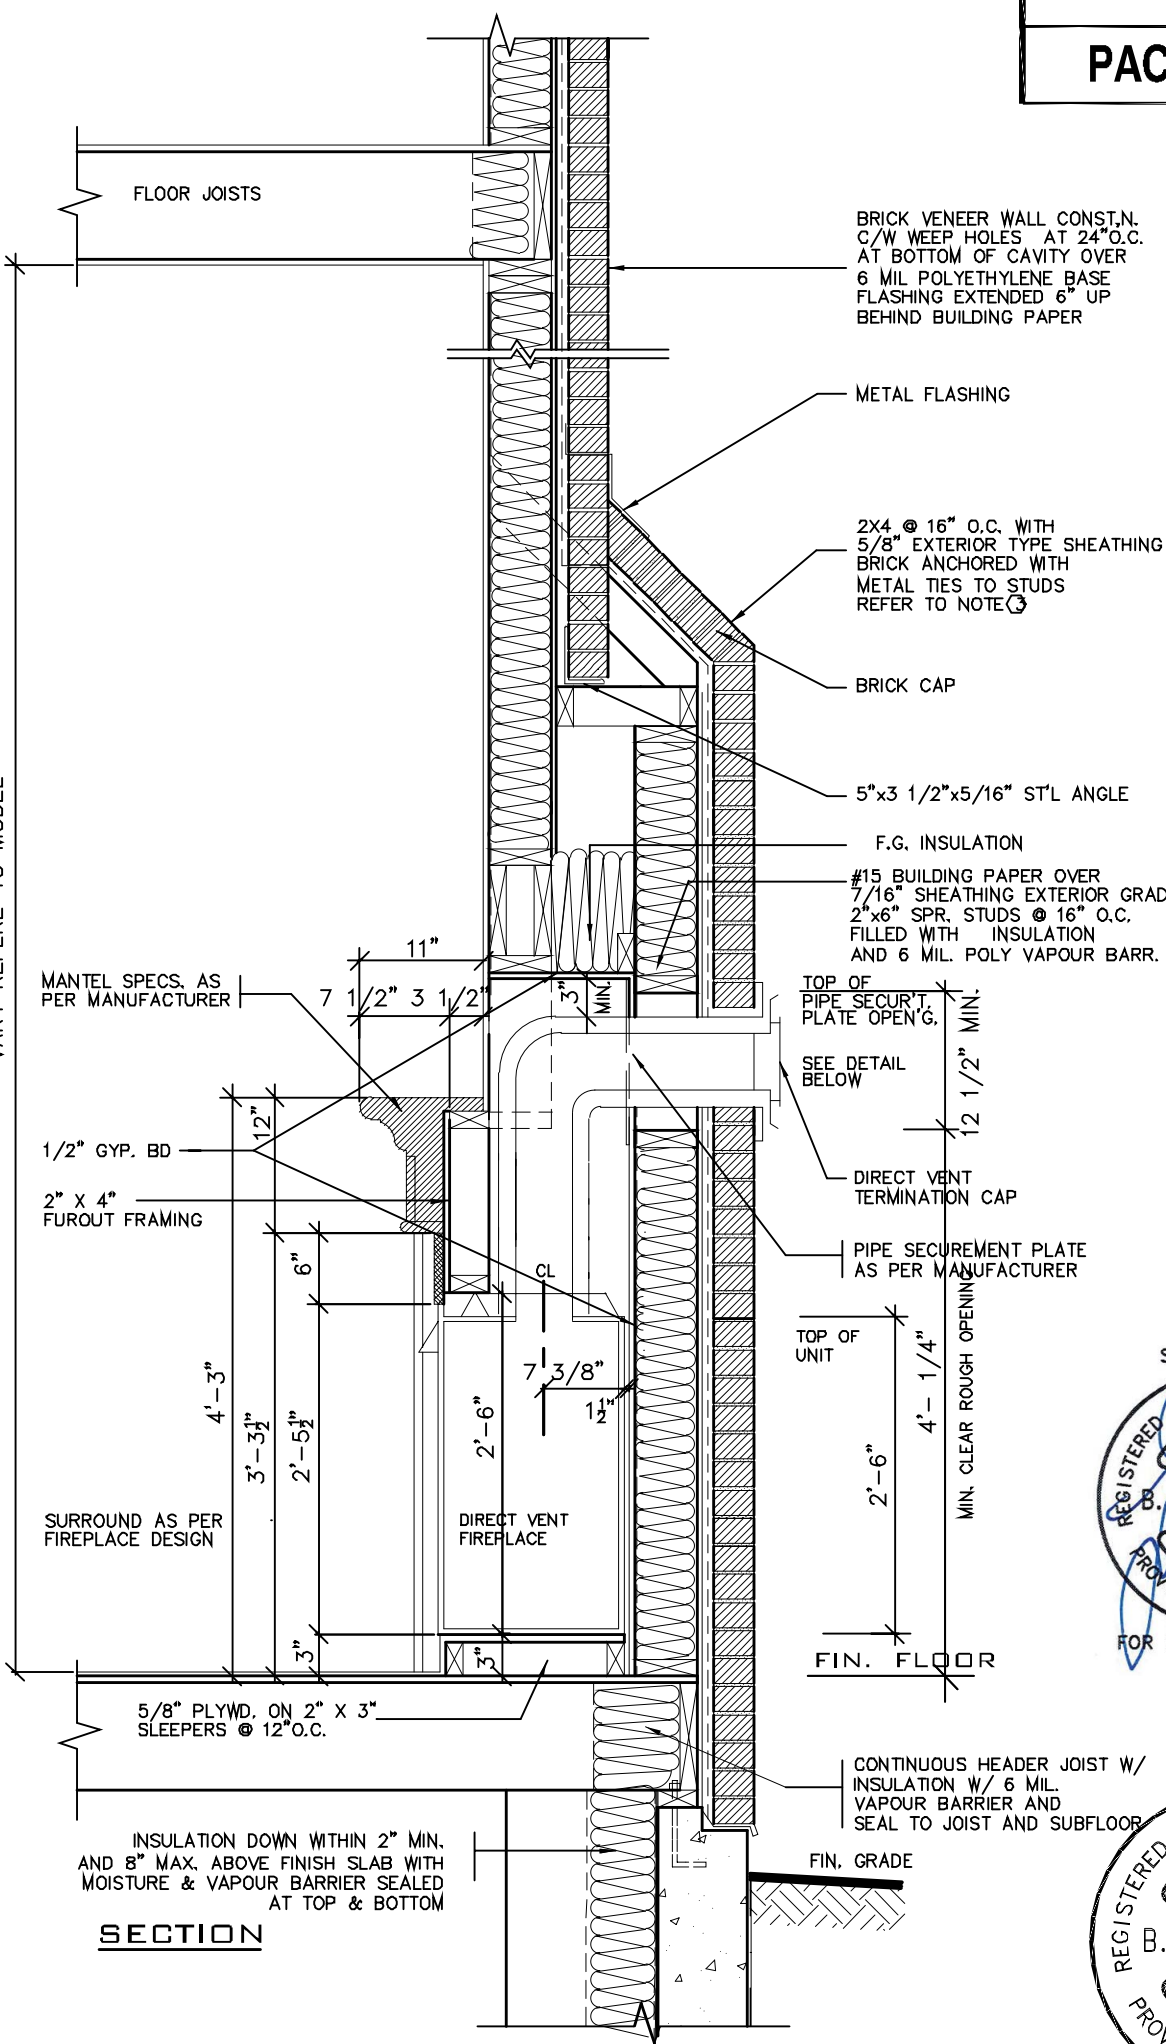 PAC
FLOOR JOISTS
BRICK VENEER WALL CONST,N.
C/W WEEP HOLES AT 24"O.C.
AT BOTTOM OF CAVITY OVER
6 MIL POLYETHYLENE BASE
FLASHING EXTENDED 6" UP
BEHIND BUILDING PAPER
METAL FLASHING
2X4 @ 16" O.C. WITH
5/8" EXTERIOR TYPE SHEATHING
BRICK ANCHORED WITH
METAL TIES TO STUDS
REFER TO NOTE 3
BRICK CAP
5"x3 1/2"x5/16" ST'L ANGLE
F.G. INSULATION
#15 BUILDING PAPER OVER
7/16" SHEATHING EXTERIOR GRAD
2"x6" SPR. STUDS @ 16" O.C.
FILLED WITH INSULATION
AND 6 MIL. POLY VAPOUR BARR.
11"
MANTEL SPECS. AS
PER MANUFACTURER
7 1/2" 3 1/2"
3"
MIN.
TOP OF
PIPE SECUR'T.
PLATE OPEN'G.
SEE DETAIL
BELOW
12 1/2" MIN.
12"
1/2" GYP. BD
2" X 4"
FUROUT FRAMING
DIRECT VENT
TERMINATION CAP
PIPE SECUREMENT PLATE
AS PER MANUFACTURER
6"
CL
TOP OF
UNIT
7 3/8"
1 1/2"
4'-3"
3'-3 1/2"
2'-5 1/2"
2'-6"
2'-6"
4'- 1/4"
MIN. CLEAR ROUGH OPENING
SURROUND AS PER
FIREPLACE DESIGN
DIRECT VENT
FIREPLACE
REGISTERED
B.
FOR
3"
3"
FIN. FLOOR
5/8" PLYWD. ON 2" X 3"
SLEEPERS @ 12"O.C.
CONTINUOUS HEADER JOIST W/
INSULATION W/ 6 MIL.
VAPOUR BARRIER AND
SEAL TO JOIST AND SUBFLOOR
INSULATION DOWN WITHIN 2" MIN.
AND 8" MAX. ABOVE FINISH SLAB WITH
MOISTURE & VAPOUR BARRIER SEALED
AT TOP & BOTTOM
FIN. GRADE
SECTION
REGISTERED
B.
PROV